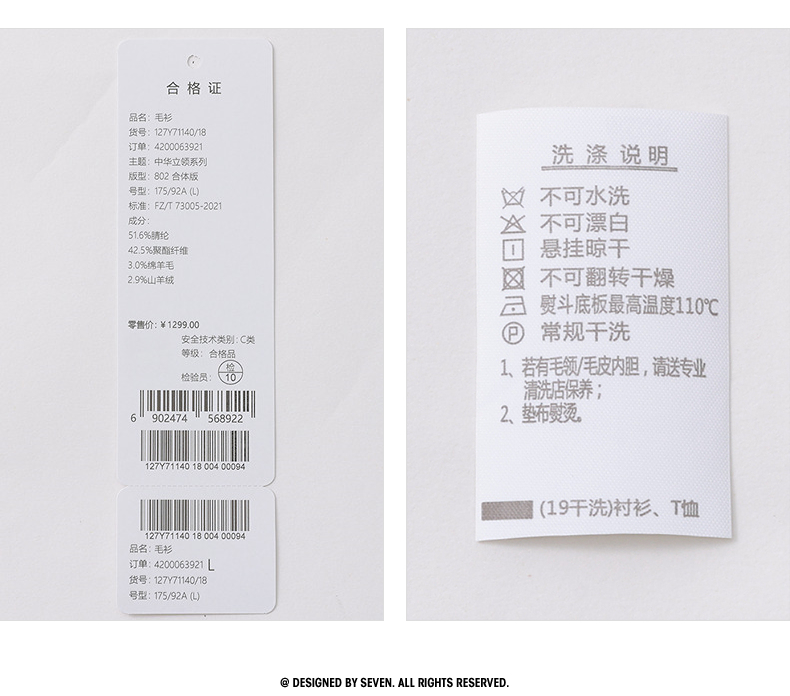 合格证
品名：毛衫
货号：127Y71140/18
订单：4200063921
主题：中华立领系列
版型：802 合体版
号型：175/92A (L)
标准：FZ/T 73005-2021
成分：
51.6%腈纶
42.5%聚酯纤维
3.0%绵羊毛
2.9%山羊绒
零售价：￥1299.00
安全技术类别：C类
等级：合格品
检验员：检 10
6 902474 568922
127Y71140 18 004 00094
127Y71140 18 004 00094
品名：毛衫
订单：4200063921 L
货号：127Y71140/18
号型：175/92A (L)
洗涤说明
不可水洗
不可漂白
悬挂晾干
不可翻转干燥
熨斗底板最高温度110℃
P 常规干洗
1、若有毛领/毛皮内胆，请送专业
清洗店保养；
2、垫布熨烫。
(19干洗)衬衫、T恤
@ DESIGNED BY SEVEN. ALL RIGHTS RESERVED.